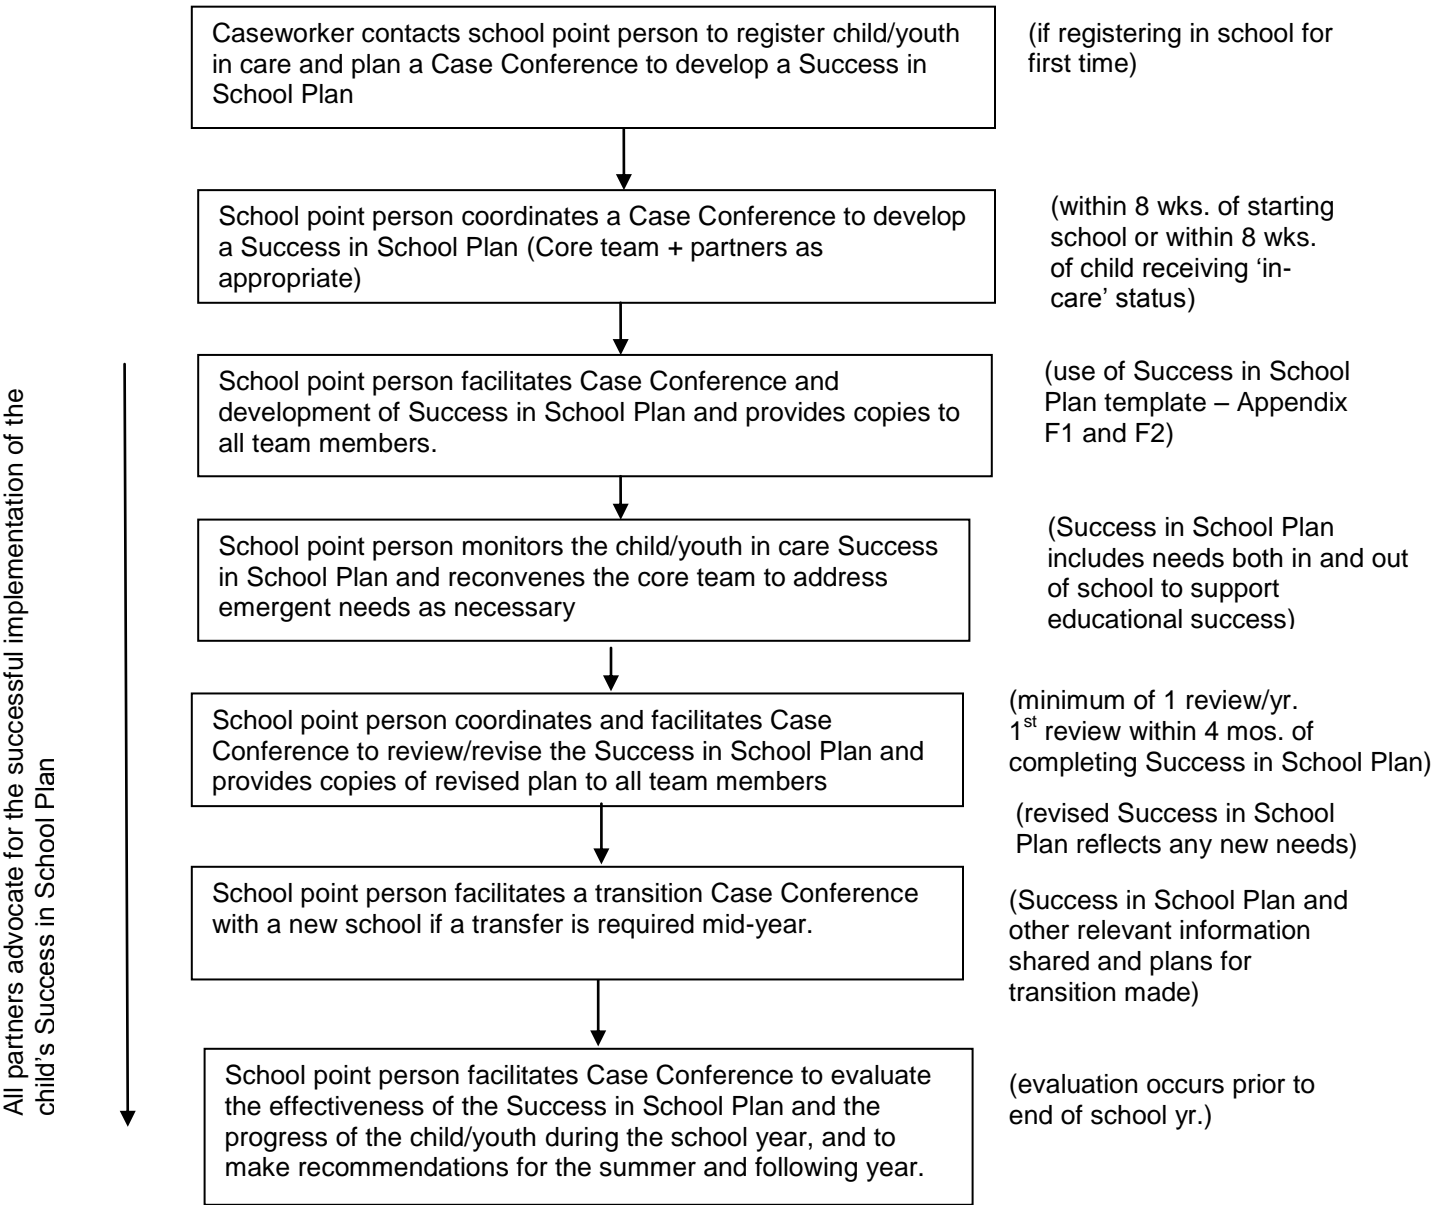 Caseworker contacts school point person to register child/youth
in care and plan a Case Conference to develop a Success in
School Plan
(if registering in school for
first time)
School point person coordinates a Case Conference to develop
a Success in School Plan (Core team + partners as
appropriate)
(within 8 wks. of starting
school or within 8 wks.
of child receiving ‘in-
care’ status)
All partners advocate for the successful implementation of the
child’s Success in School Plan
School point person facilitates Case Conference and
development of Success in School Plan and provides copies to
all team members.
(use of Success in School
Plan template – Appendix
F1 and F2)
School point person monitors the child/youth in care Success
in School Plan and reconvenes the core team to address
emergent needs as necessary
(Success in School Plan
includes needs both in and out
of school to support
educational success)
School point person coordinates and facilitates Case
Conference to review/revise the Success in School Plan and
provides copies of revised plan to all team members
(minimum of 1 review/yr.
1st review within 4 mos. of
completing Success in School Plan)
(revised Success in School
Plan reflects any new needs)
School point person facilitates a transition Case Conference
with a new school if a transfer is required mid-year.
(Success in School Plan and
other relevant information
shared and plans for
transition made)
School point person facilitates Case Conference to evaluate
the effectiveness of the Success in School Plan and the
progress of the child/youth during the school year, and to
make recommendations for the summer and following year.
(evaluation occurs prior to
end of school yr.)